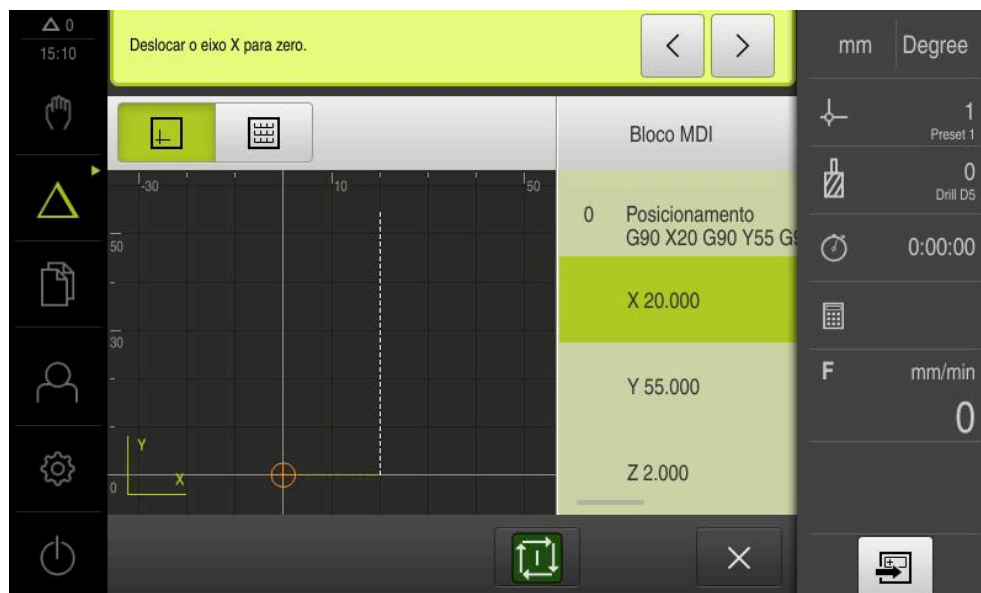 0
15:10
Deslocar o eixo X para zero.
mm
Degree
1
Preset 1
0
Drill D5
0:00:00
F
mm/min
0
Bloco MDI
0
Posicionamento
G90 X20 G90 Y55 G9
X 20.000
Y 55.000
Z 2.000
-30
10
50
50
30
0
Y
X